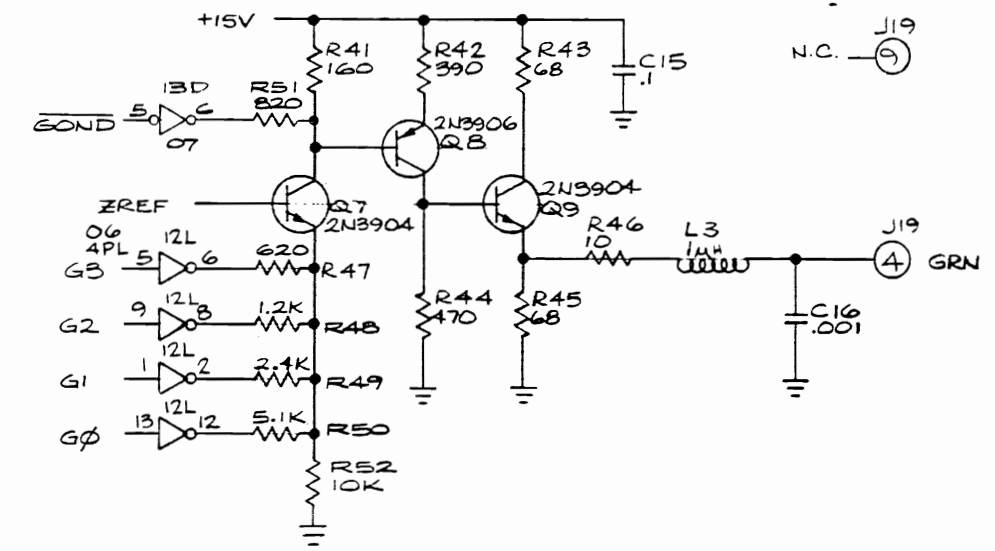 +15V
J19
N.C.
9
R41
160
R42
390
R43
68
C15
.1
13D
R51
820
GOND
5
6
07
2N3906
Q8
ZREF
Q7
2N3904
2N3904
Q9
06
4PL
12L
G3
5
6
620
R47
R46
10
L3
1µH
J19
4
GRN
12L
G2
9
8
1.2K
R48
R44
470
R45
68
C16
.001
12L
G1
1
2
2.4K
R49
12L
GØ
13
12
5.1K
R50
R52
10K